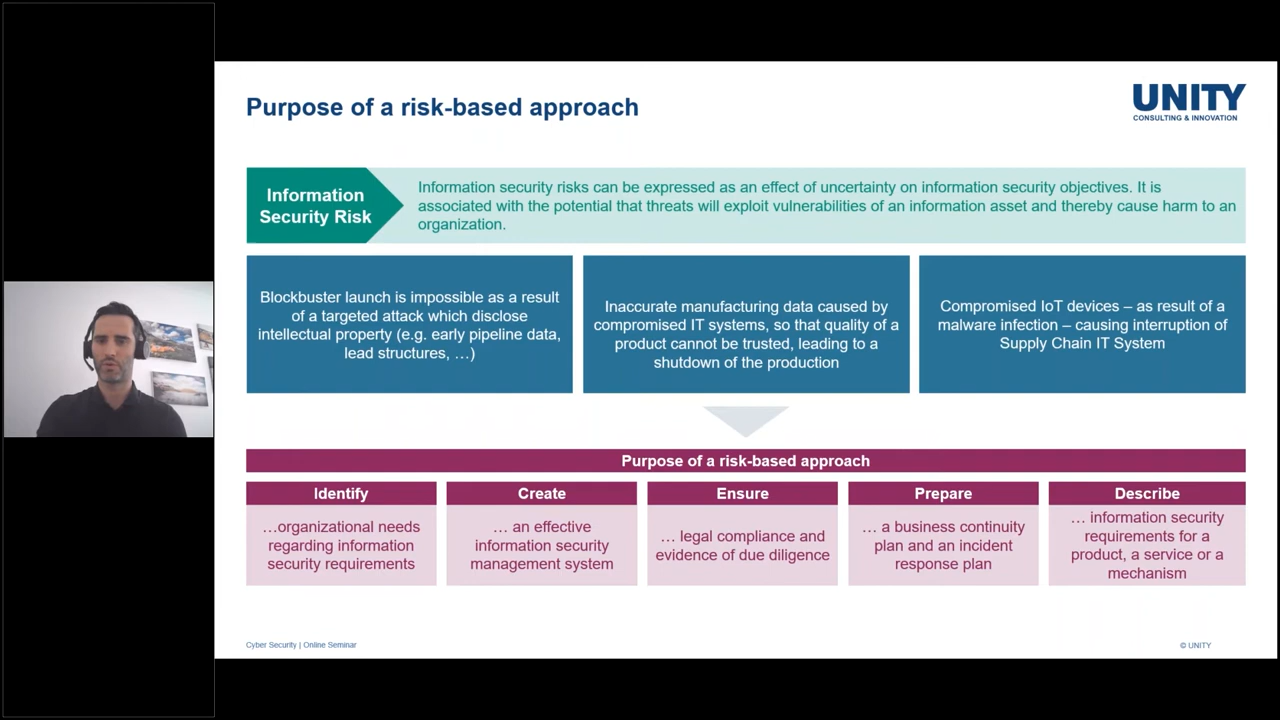 Purpose of a risk-based approach
UNITY
CONSULTING & INNOVATION
Information
Security Risk
Information security risks can be expressed as an effect of uncertainty on information security objectives. It is
associated with the potential that threats will exploit vulnerabilities of an information asset and thereby cause harm to an
organization.
Blockbuster launch is impossible as a result
of a targeted attack which disclose
intellectual property (e.g. early pipeline data,
lead structures, …)
Inaccurate manufacturing data caused by
compromised IT systems, so that quality of a
product cannot be trusted, leading to a
shutdown of the production
Compromised IoT devices – as result of a
malware infection – causing interruption of
Supply Chain IT System
Purpose of a risk-based approach
Identify
…organizational needs
regarding information
security requirements
Create
… an effective
information security
management system
Ensure
… legal compliance and
evidence of due diligence
Prepare
… a business continuity
plan and an incident
response plan
Describe
… information security
requirements for a
product, a service or a
mechanism
Cyber Security | Online Seminar
© UNITY